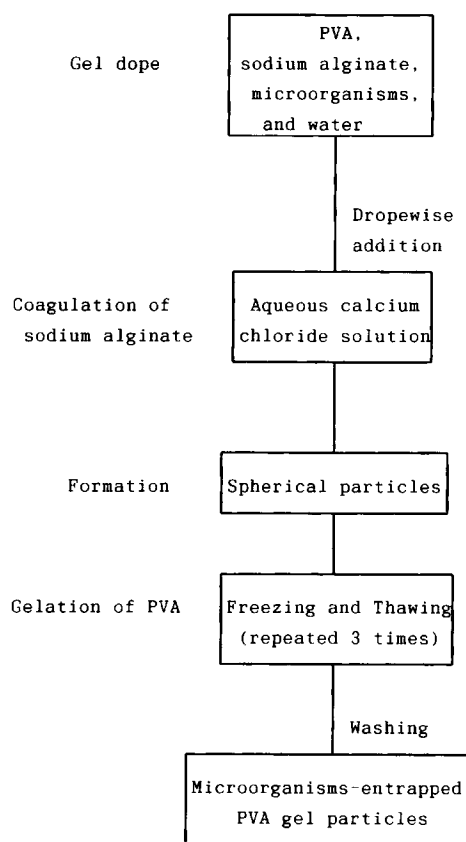 Gel dope
PVA,
sodium alginate,
microorganisms,
and water
Dropewise
addition
Coagulation of
sodium alginate
Aqueous calcium
chloride solution
Formation
Spherical particles
Gelation of PVA
Freezing and Thawing
(repeated 3 times)
Washing
Microorganisms-entrapped
PVA gel particles